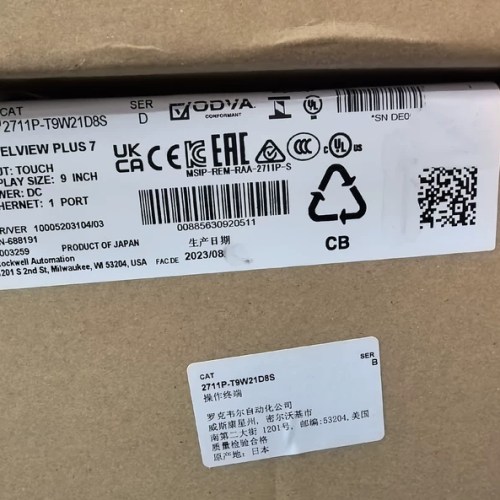 CAT
2711P-T9W21D8S
SER
D
ODVA
CONFORMANT
UL
*SN DE0
ELVIEW PLUS 7
UT: TOUCH
PLAY SIZE: 9 INCH
WER: DC
HERNET: 1 PORT
UK
CA CE EAC
MSIP-REM-RAA-2711P-S
00885630920511
RIVER 10005203104/03
N-688191
003259
PRODUCT OF JAPAN
生产日期
ockwell Automation
201 S 2nd St, Milwaukee, WI 53204, USA
FAC DE 2023/08
CB
CAT
2711P-T9W21D8S
SER
B
操作终端
罗克韦尔自动化公司
威斯康星州, 密尔沃基市
南第二大街 1201号, 邮编:53204,美国
质量检验合格
原产地: 日本